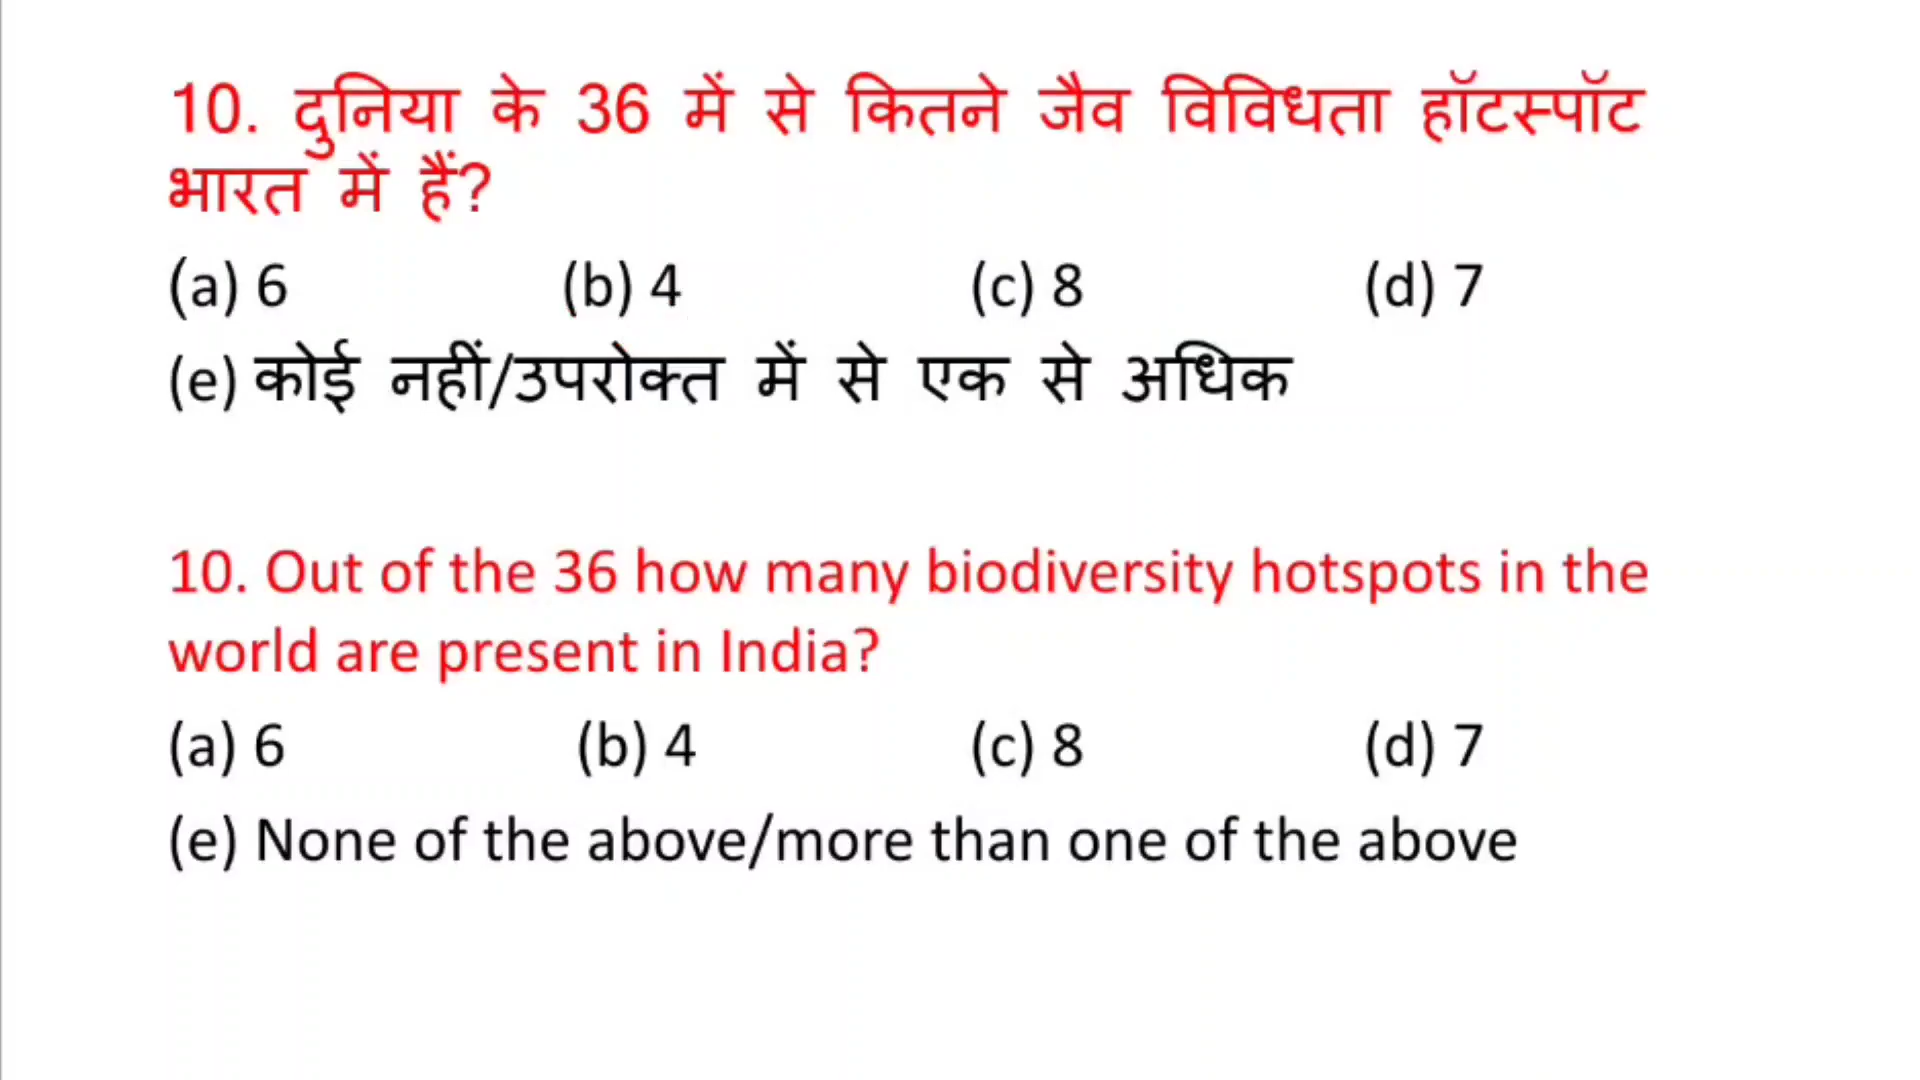 10. दुनिया के 36 में से कितने जैव विविधता हॉटस्पॉट
भारत में हैं?
(a) 6 (b) 4 (c) 8 (d) 7
(e) कोई नहीं/उपरोक्त में से एक से अधिक
10. Out of the 36 how many biodiversity hotspots in the
world are present in India?
(a) 6 (b) 4 (c) 8 (d) 7
(e) None of the above/more than one of the above